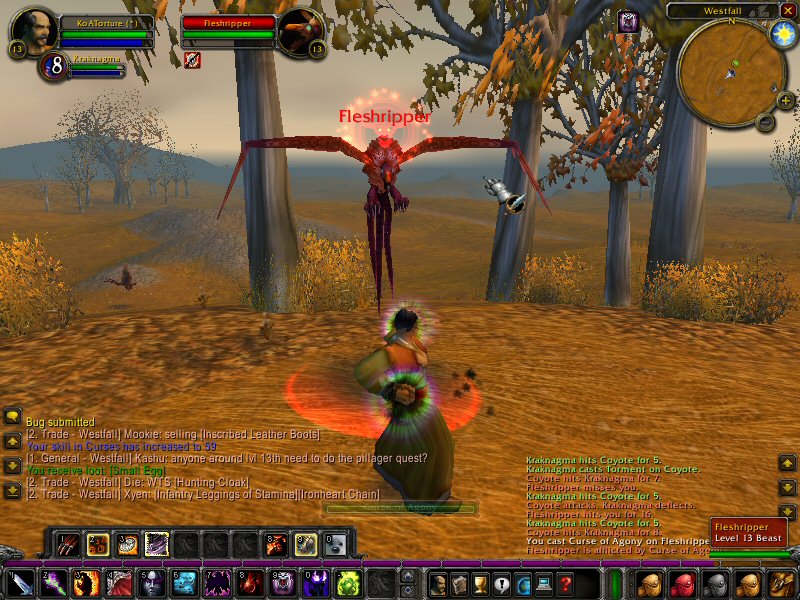 KoATorture (*)
Fleshripper
Westfall
N
13
13
8
Kraknagma
Fleshripper
Bug submitted
[2. Trade - Westfall] Mookie: selling [Inscribed Leather Boots]
Your skill in Curses has increased to 59
[1. General - Westfall] Kashu: anyone around lvl 13th need to do the pillager quest?
You receive loot: [Small Egg]
[2. Trade - Westfall] Die: WTS [Hunting Cloak]
[2. Trade - Westfall] Xyen: [Infantry Leggings of Stamina][Ironheart Chain]
Kraknagma hits Coyote for 5.
Kraknagma casts Torment on Coyote.
Coyote hits Kraknagma for 7.
Fleshripper misses you.
Kraknagma hits Coyote for 5.
Coyote attacks. Kraknagma deflects.
Fleshripper hits you for 16.
Kraknagma hits Coyote for 5.
Coyote hits Kraknagma for 8.
You cast Curse of Agony on Fleshripper
Fleshripper is afflicted by Curse of Agony
Curse of Agony
Fleshripper
Level 13 Beast